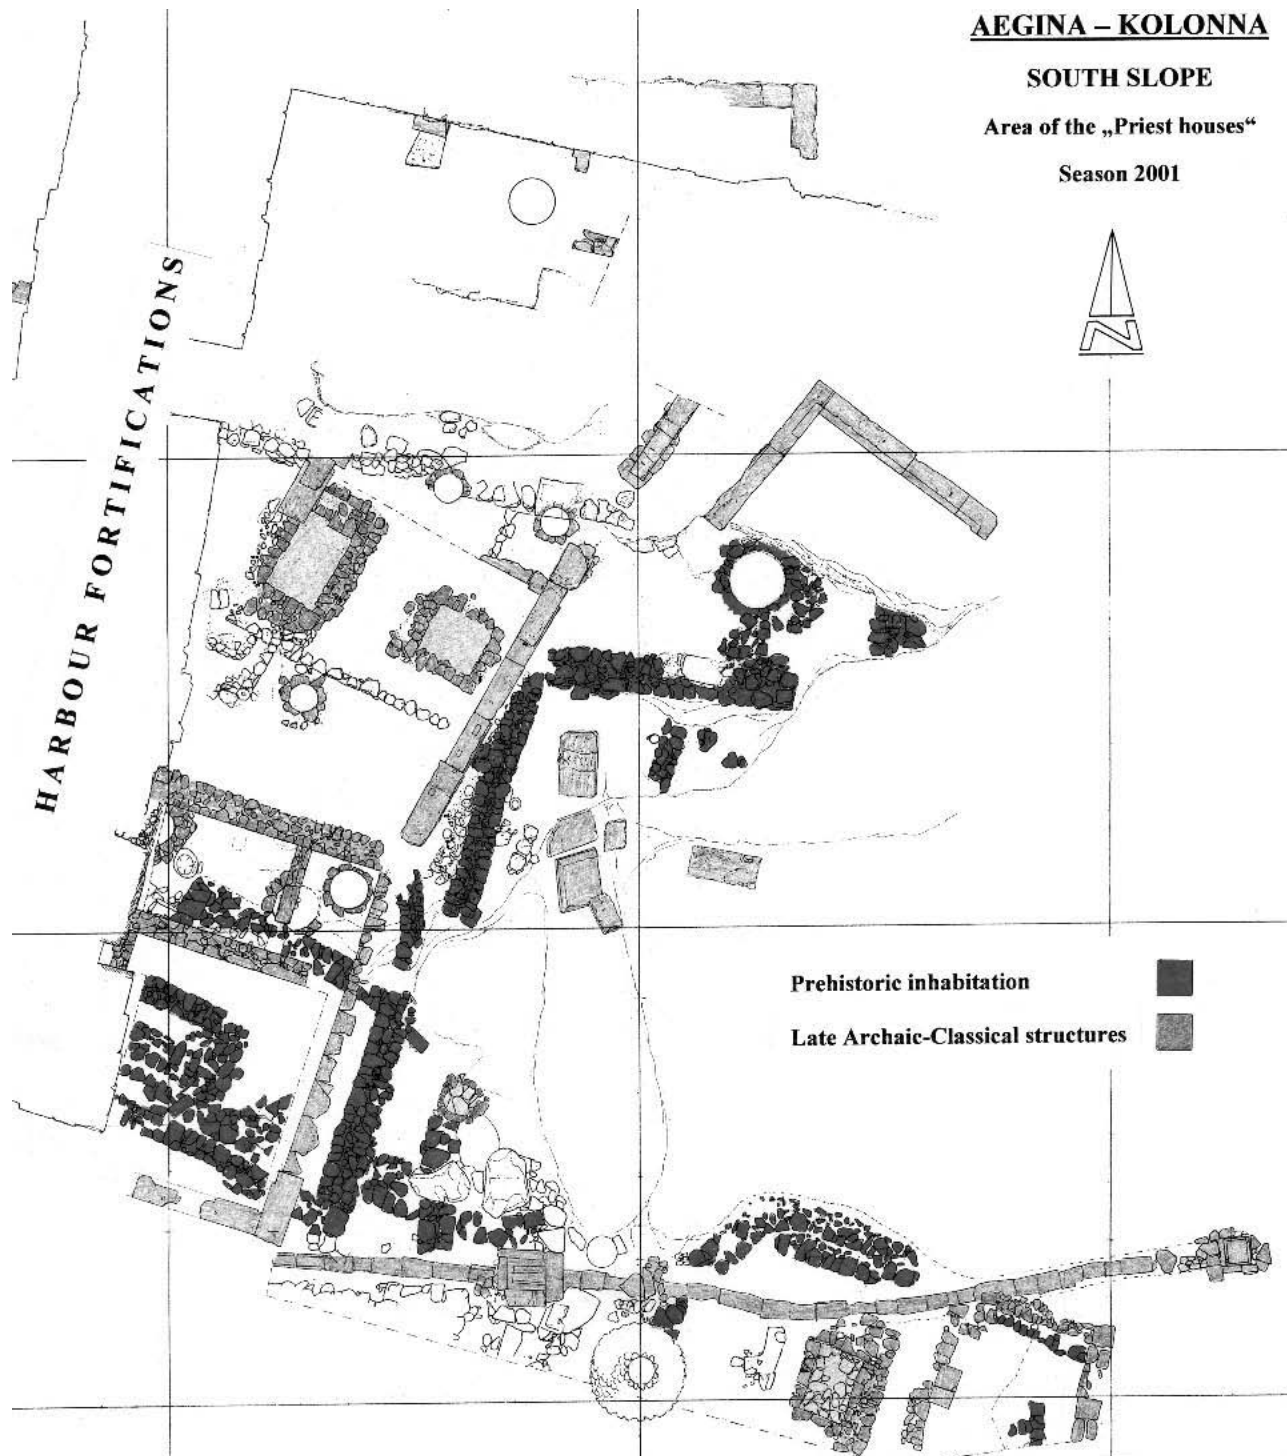 AEGINA – KOLONNA
SOUTH SLOPE
Area of the „Priest houses“
Season 2001
N
HARBOUR FORTIFICATIONS
Prehistoric inhabitation
Late Archaic-Classical structures